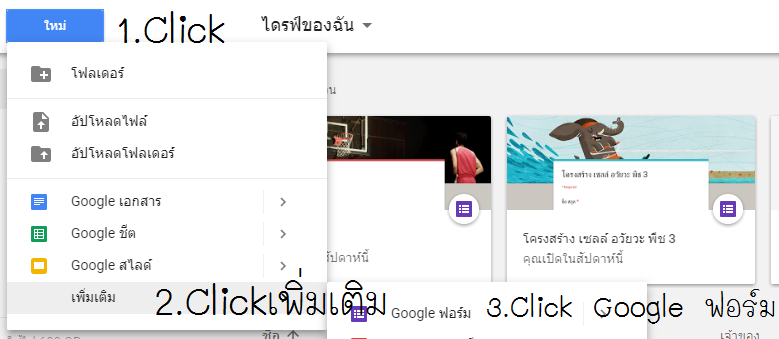 ใหม่ 1.Click ไดรฟ์ของฉัน
โฟลเดอร์
อัปโหลดไฟล์
อัปโหลดโฟลเดอร์
Google เอกสาร
Google ชีต
Google สไลด์
เพิ่มเติม 2.Clickเพิ่มเติม
Google ฟอร์ม 3.Click Google ฟอร์ม
โครงสร้าง เซลล์ อวัยวะ พืช 3
ชื่อ สกุล *
โครงสร้าง เซลล์ อวัยวะ พืช 3
คุณเปิดในสัปดาห์นี้
สัปดาห์นี้
ชื่อ
เจ้าของ